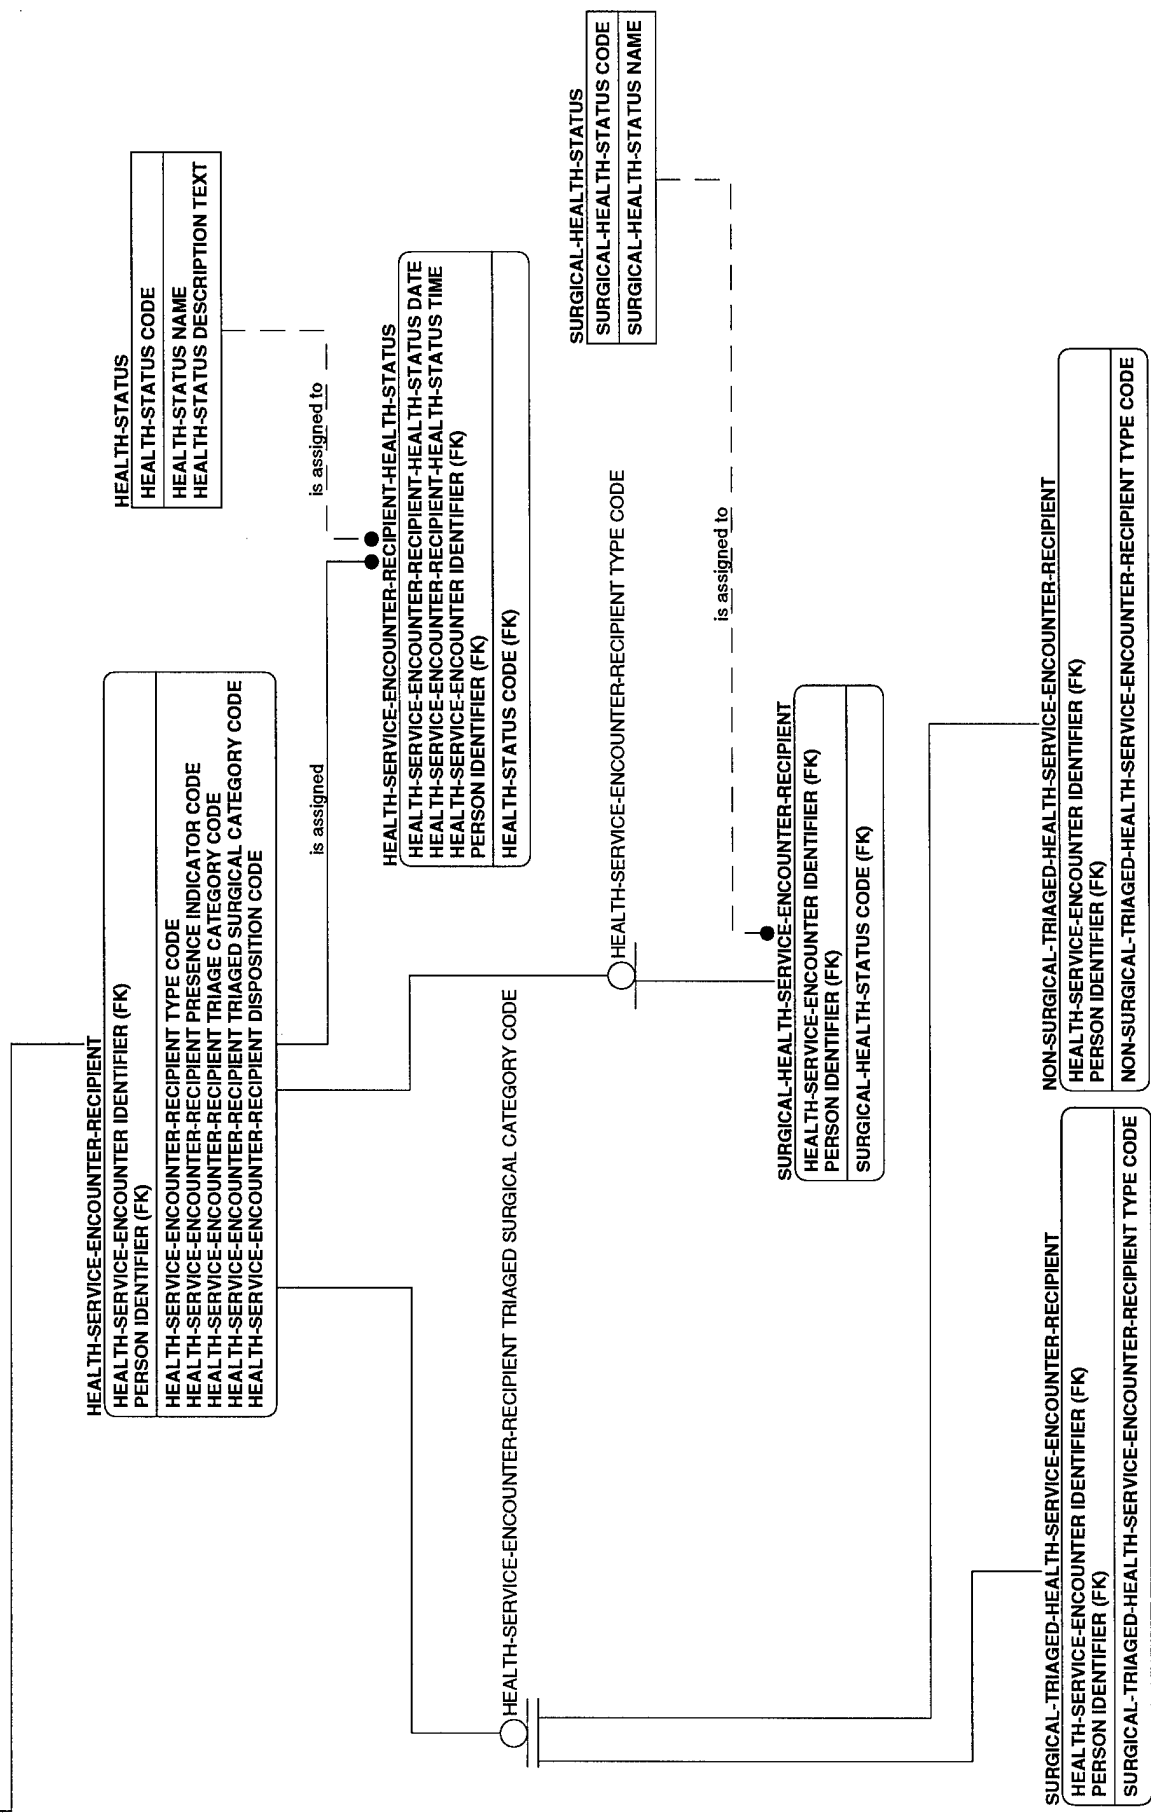 HEALTH-SERVICE-ENCOUNTER-RECIPIENT
HEALTH-SERVICE-ENCOUNTER IDENTIFIER (FK)
PERSON IDENTIFIER (FK)
HEALTH-SERVICE-ENCOUNTER-RECIPIENT TYPE CODE
HEALTH-SERVICE-ENCOUNTER-RECIPIENT PRESENCE INDICATOR CODE
HEALTH-SERVICE-ENCOUNTER-RECIPIENT TRIAGE CATEGORY CODE
HEALTH-SERVICE-ENCOUNTER-RECIPIENT TRIAGED SURGICAL CATEGORY CODE
HEALTH-SERVICE-ENCOUNTER-RECIPIENT DISPOSITION CODE
HEALTH-STATUS
HEALTH-STATUS CODE
HEALTH-STATUS NAME
HEALTH-STATUS DESCRIPTION TEXT
is assigned
is assigned to
HEALTH-SERVICE-ENCOUNTER-RECIPIENT-HEALTH-STATUS
HEALTH-SERVICE-ENCOUNTER-RECIPIENT-HEALTH-STATUS DATE
HEALTH-SERVICE-ENCOUNTER-RECIPIENT-HEALTH-STATUS TIME
HEALTH-SERVICE-ENCOUNTER IDENTIFIER (FK)
PERSON IDENTIFIER (FK)
HEALTH-STATUS CODE (FK)
HEALTH-SERVICE-ENCOUNTER-RECIPIENT TRIAGED SURGICAL CATEGORY CODE
HEALTH-SERVICE-ENCOUNTER-RECIPIENT TYPE CODE
SURGICAL-HEALTH-STATUS
SURGICAL-HEALTH-STATUS CODE
SURGICAL-HEALTH-STATUS NAME
is assigned to
SURGICAL-HEALTH-SERVICE-ENCOUNTER-RECIPIENT
HEALTH-SERVICE-ENCOUNTER IDENTIFIER (FK)
PERSON IDENTIFIER (FK)
SURGICAL-HEALTH-STATUS CODE (FK)
SURGICAL-TRIAGED-HEALTH-SERVICE-ENCOUNTER-RECIPIENT
HEALTH-SERVICE-ENCOUNTER IDENTIFIER (FK)
PERSON IDENTIFIER (FK)
SURGICAL-TRIAGED-HEALTH-SERVICE-ENCOUNTER-RECIPIENT TYPE CODE
NON-SURGICAL-TRIAGED-HEALTH-SERVICE-ENCOUNTER-RECIPIENT
HEALTH-SERVICE-ENCOUNTER IDENTIFIER (FK)
PERSON IDENTIFIER (FK)
NON-SURGICAL-TRIAGED-HEALTH-SERVICE-ENCOUNTER-RECIPIENT TYPE CODE